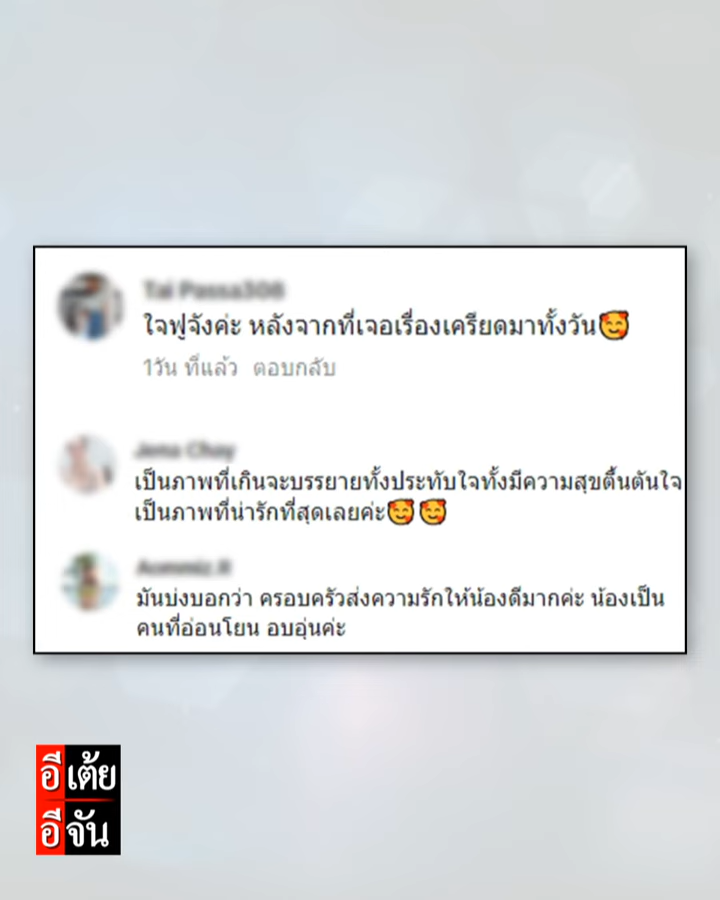 ใจฟูจังค่ะ หลังจากที่เจอเรื่องเครียดมาทั้งวัน🥰
1วัน ที่แล้ว ตอบกลับ
เป็นภาพที่เกินจะบรรยายทั้งประทับใจทั้งมีความสุขตื้นตันใจ
เป็นภาพที่น่ารักที่สุดเลยค่ะ🥰🥰
มันบ่งบอกว่า ครอบครัวส่งความรักให้น้องดีมากค่ะ น้องเป็น
คนที่อ่อนโยน อบอุ่นค่ะ
อีเต้ย
อีจัน